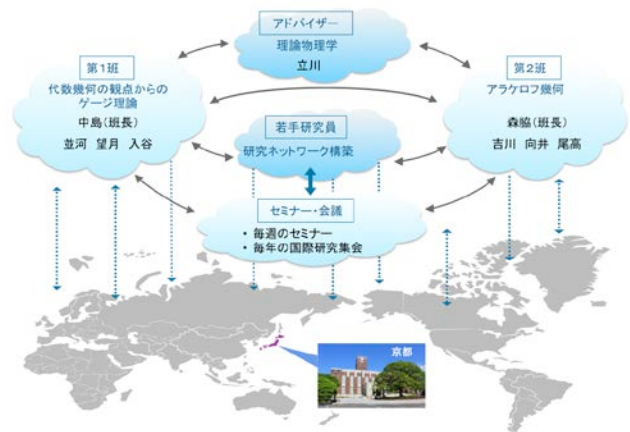 アドバイザー
理論物理学
立川
第1班
代数幾何の観点からの
ゲージ理論
中島(班長)
並河 望月 入谷
第2班
アラケロフ幾何
森脇(班長)
吉川 向井 尾高
若手研究員
研究ネットワーク構築
セミナー・会議
・毎週のセミナー
・毎年の国際研究集会
京都